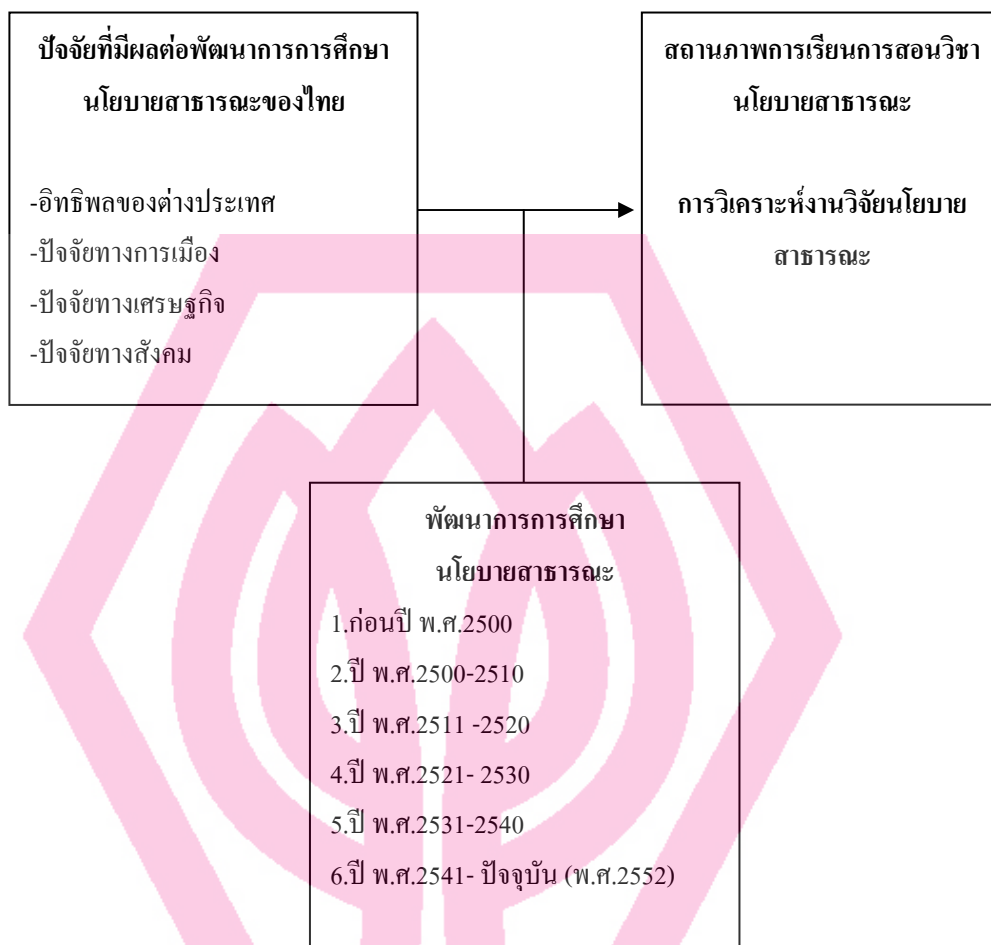 ปัจจัยที่มีผลต่อพัฒนาการการศึกษา
นโยบายสาธารณะของไทย
-อิทธิพลของต่างประเทศ
-ปัจจัยทางการเมือง
-ปัจจัยทางเศรษฐกิจ
-ปัจจัยทางสังคม
สถานภาพการเรียนการสอนวิชา
นโยบายสาธารณะ
การวิเคราะห์งานวิจัยนโยบาย
สาธารณะ
พัฒนาการการศึกษา
นโยบายสาธารณะ
1.ก่อนปี พ.ศ.2500
2.ปี พ.ศ.2500-2510
3.ปี พ.ศ.2511 -2520
4.ปี พ.ศ.2521- 2530
5.ปี พ.ศ.2531-2540
6.ปี พ.ศ.2541- ปัจจุบัน (พ.ศ.2552)